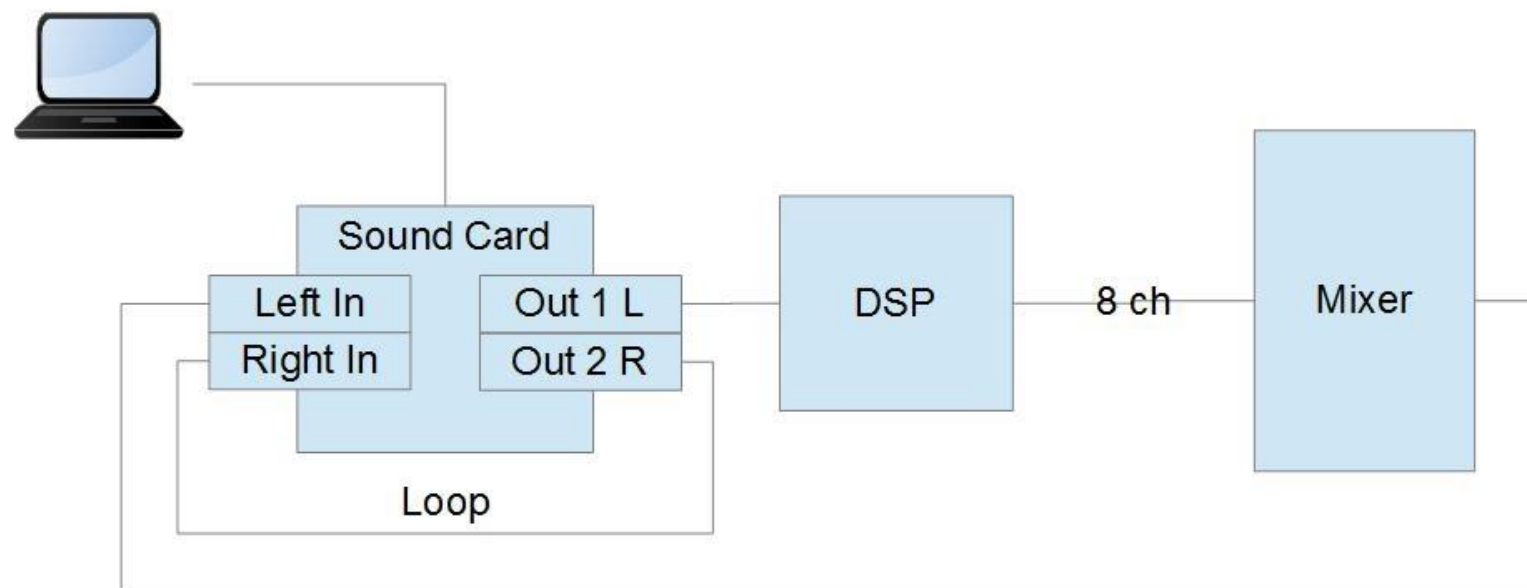 Sound Card
Left In
Out 1 L
DSP
8 ch
Mixer
Right In
Out 2 R
Loop